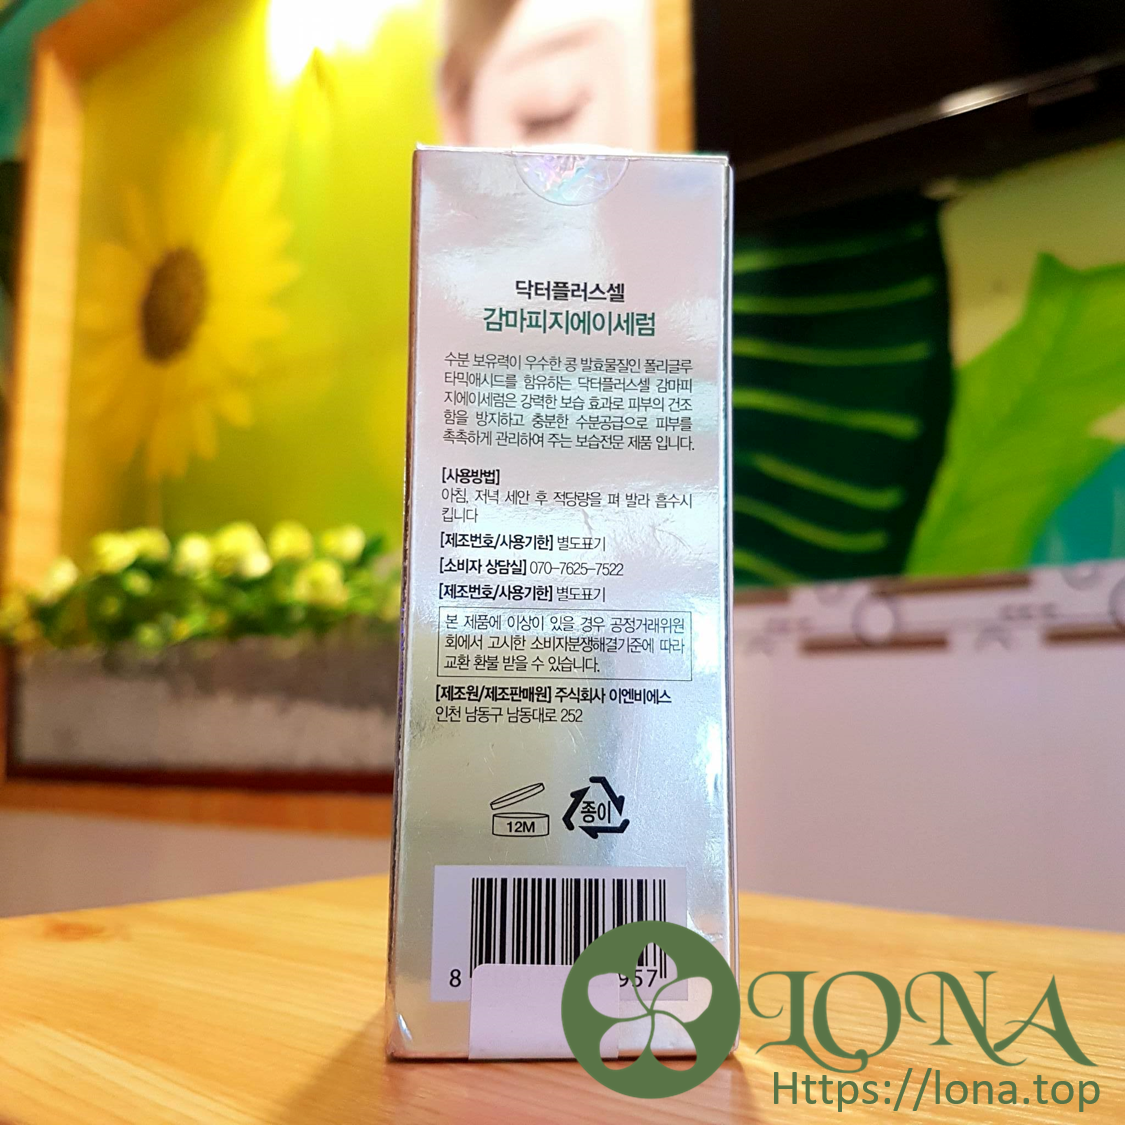 닥터플러스셀
감마피지에이세럼
수분 보유력이 우수한 콩 발효물질인 폴리글루
타믹애시드를 함유하는 닥터플러스셀 감마피
지에이세럼은 강력한 보습 효과로 피부의 건조
함을 방지하고 충분한 수분공급으로 피부를
촉촉하게 관리하여 주는 보습전문 제품 입니다.
[사용방법]
아침, 저녁 세안 후 적당량을 펴 발라 흡수시
킵니다
[제조번호/사용기한] 별도표기
[소비자 상담실] 070-7625-7522
[제조번호/사용기한] 별도표기
본 제품에 이상이 있을 경우 공정거래위원
회에서 고시한 소비자분쟁해결기준에 따라
교환 환불 받을 수 있습니다.
[제조원/제조판매원] 주식회사 이엔비에스
인천 남동구 남동대로 252
12M
종이
8 957
LONA
Https://lona.top